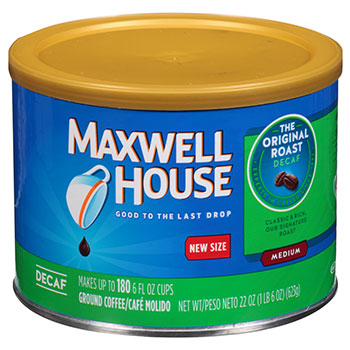 MAXWELL
HOUSE
GOOD TO THE LAST DROP
NEW SIZE
THE
ORIGINAL
ROAST
DECAF
CLASSIC & RICH,
OUR SIGNATURE
ROAST
MEDIUM
DECAF
MAKES UP TO 180 6 FL OZ CUPS
GROUND COFFEE/CAFÉ MOLIDO
NET WT/PESO NETO 22 OZ (1 LB 6 OZ) (623g)